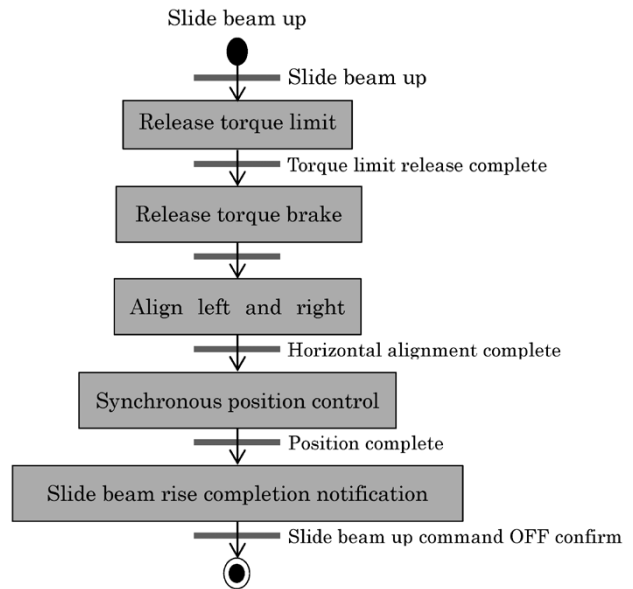 Slide beam up
Slide beam up
Release torque limit
Torque limit release complete
Release torque brake
Align left and right
Horizontal alignment complete
Synchronous position control
Position complete
Slide beam rise completion notification
Slide beam up command OFF confirm